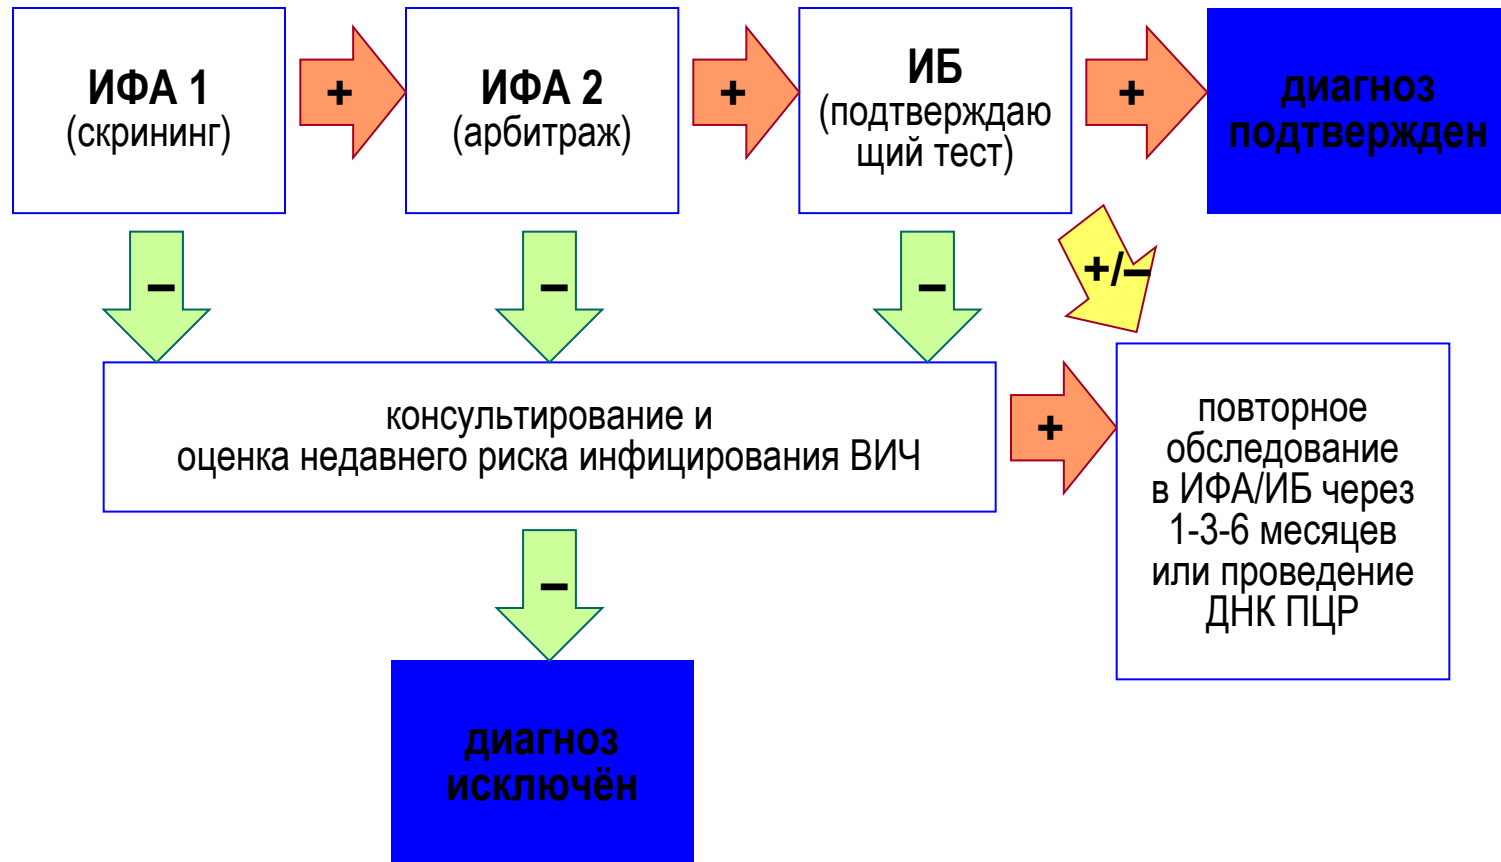 ИФА 1
(скрининг)
+
ИФА 2
(арбитраж)
+
ИБ
(подтверждаю
щий тест)
+
диагноз
подтвержден
–
–
–
+/–
консультирование и
оценка недавнего риска инфицирования ВИЧ
+
повторное
обследование
в ИФА/ИБ через
1-3-6 месяцев
или проведение
ДНК ПЦР
–
диагноз
исключён